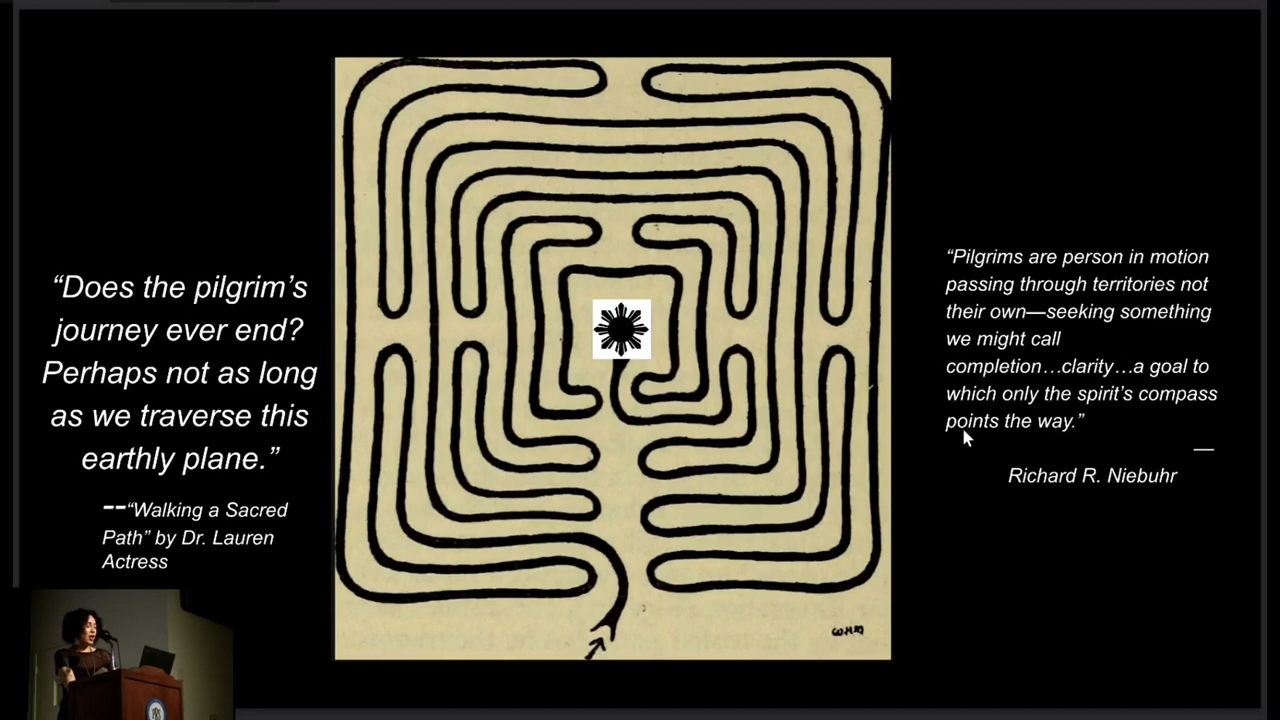 “Does the pilgrim’s
journey ever end?
Perhaps not as long
as we traverse this
earthly plane.”
--“Walking a Sacred
Path” by Dr. Lauren
Actress
“Pilgrims are person in motion
passing through territories not
their own—seeking something
we might call
completion…clarity…a goal to
which only the spirit’s compass
points the way.”
—
Richard R. Niebuhr